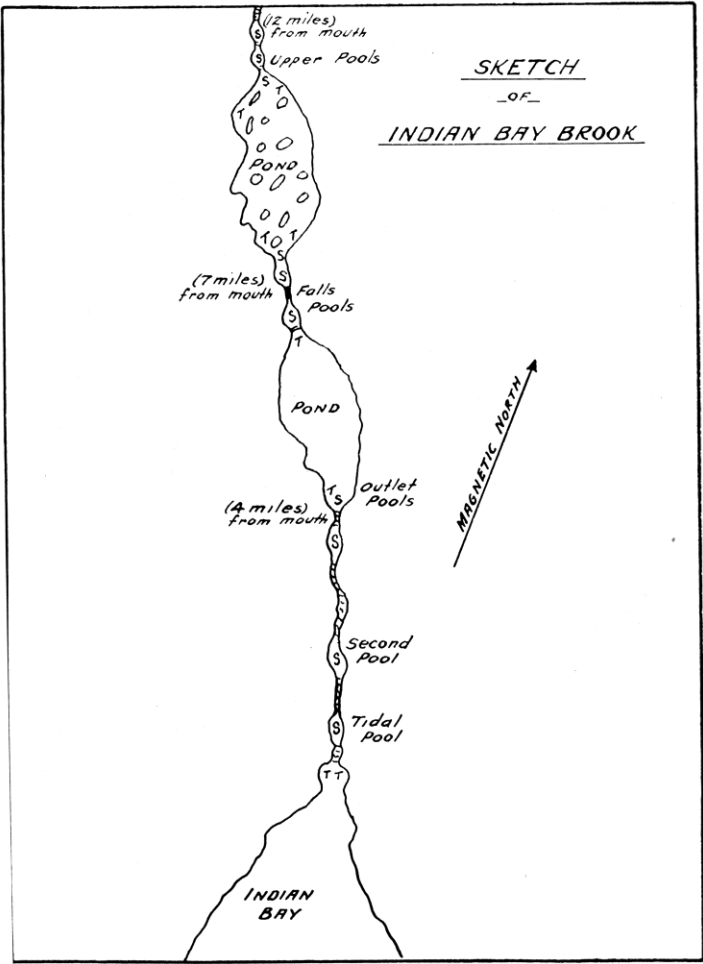 SKETCH
_OF_
INDIAN BAY BROOK
(12 miles)
from mouth
S
S
Upper Pools
S
T
T
POND
T
T
S
S
(7 miles)
from mouth
Falls
Pools
S
T
POND
T
S
Outlet
Pools
(4 miles)
from mouth
S
S
Second
Pool
S
Tidal
Pool
S
S
T T
INDIAN
BAY
MAGNETIC NORTH